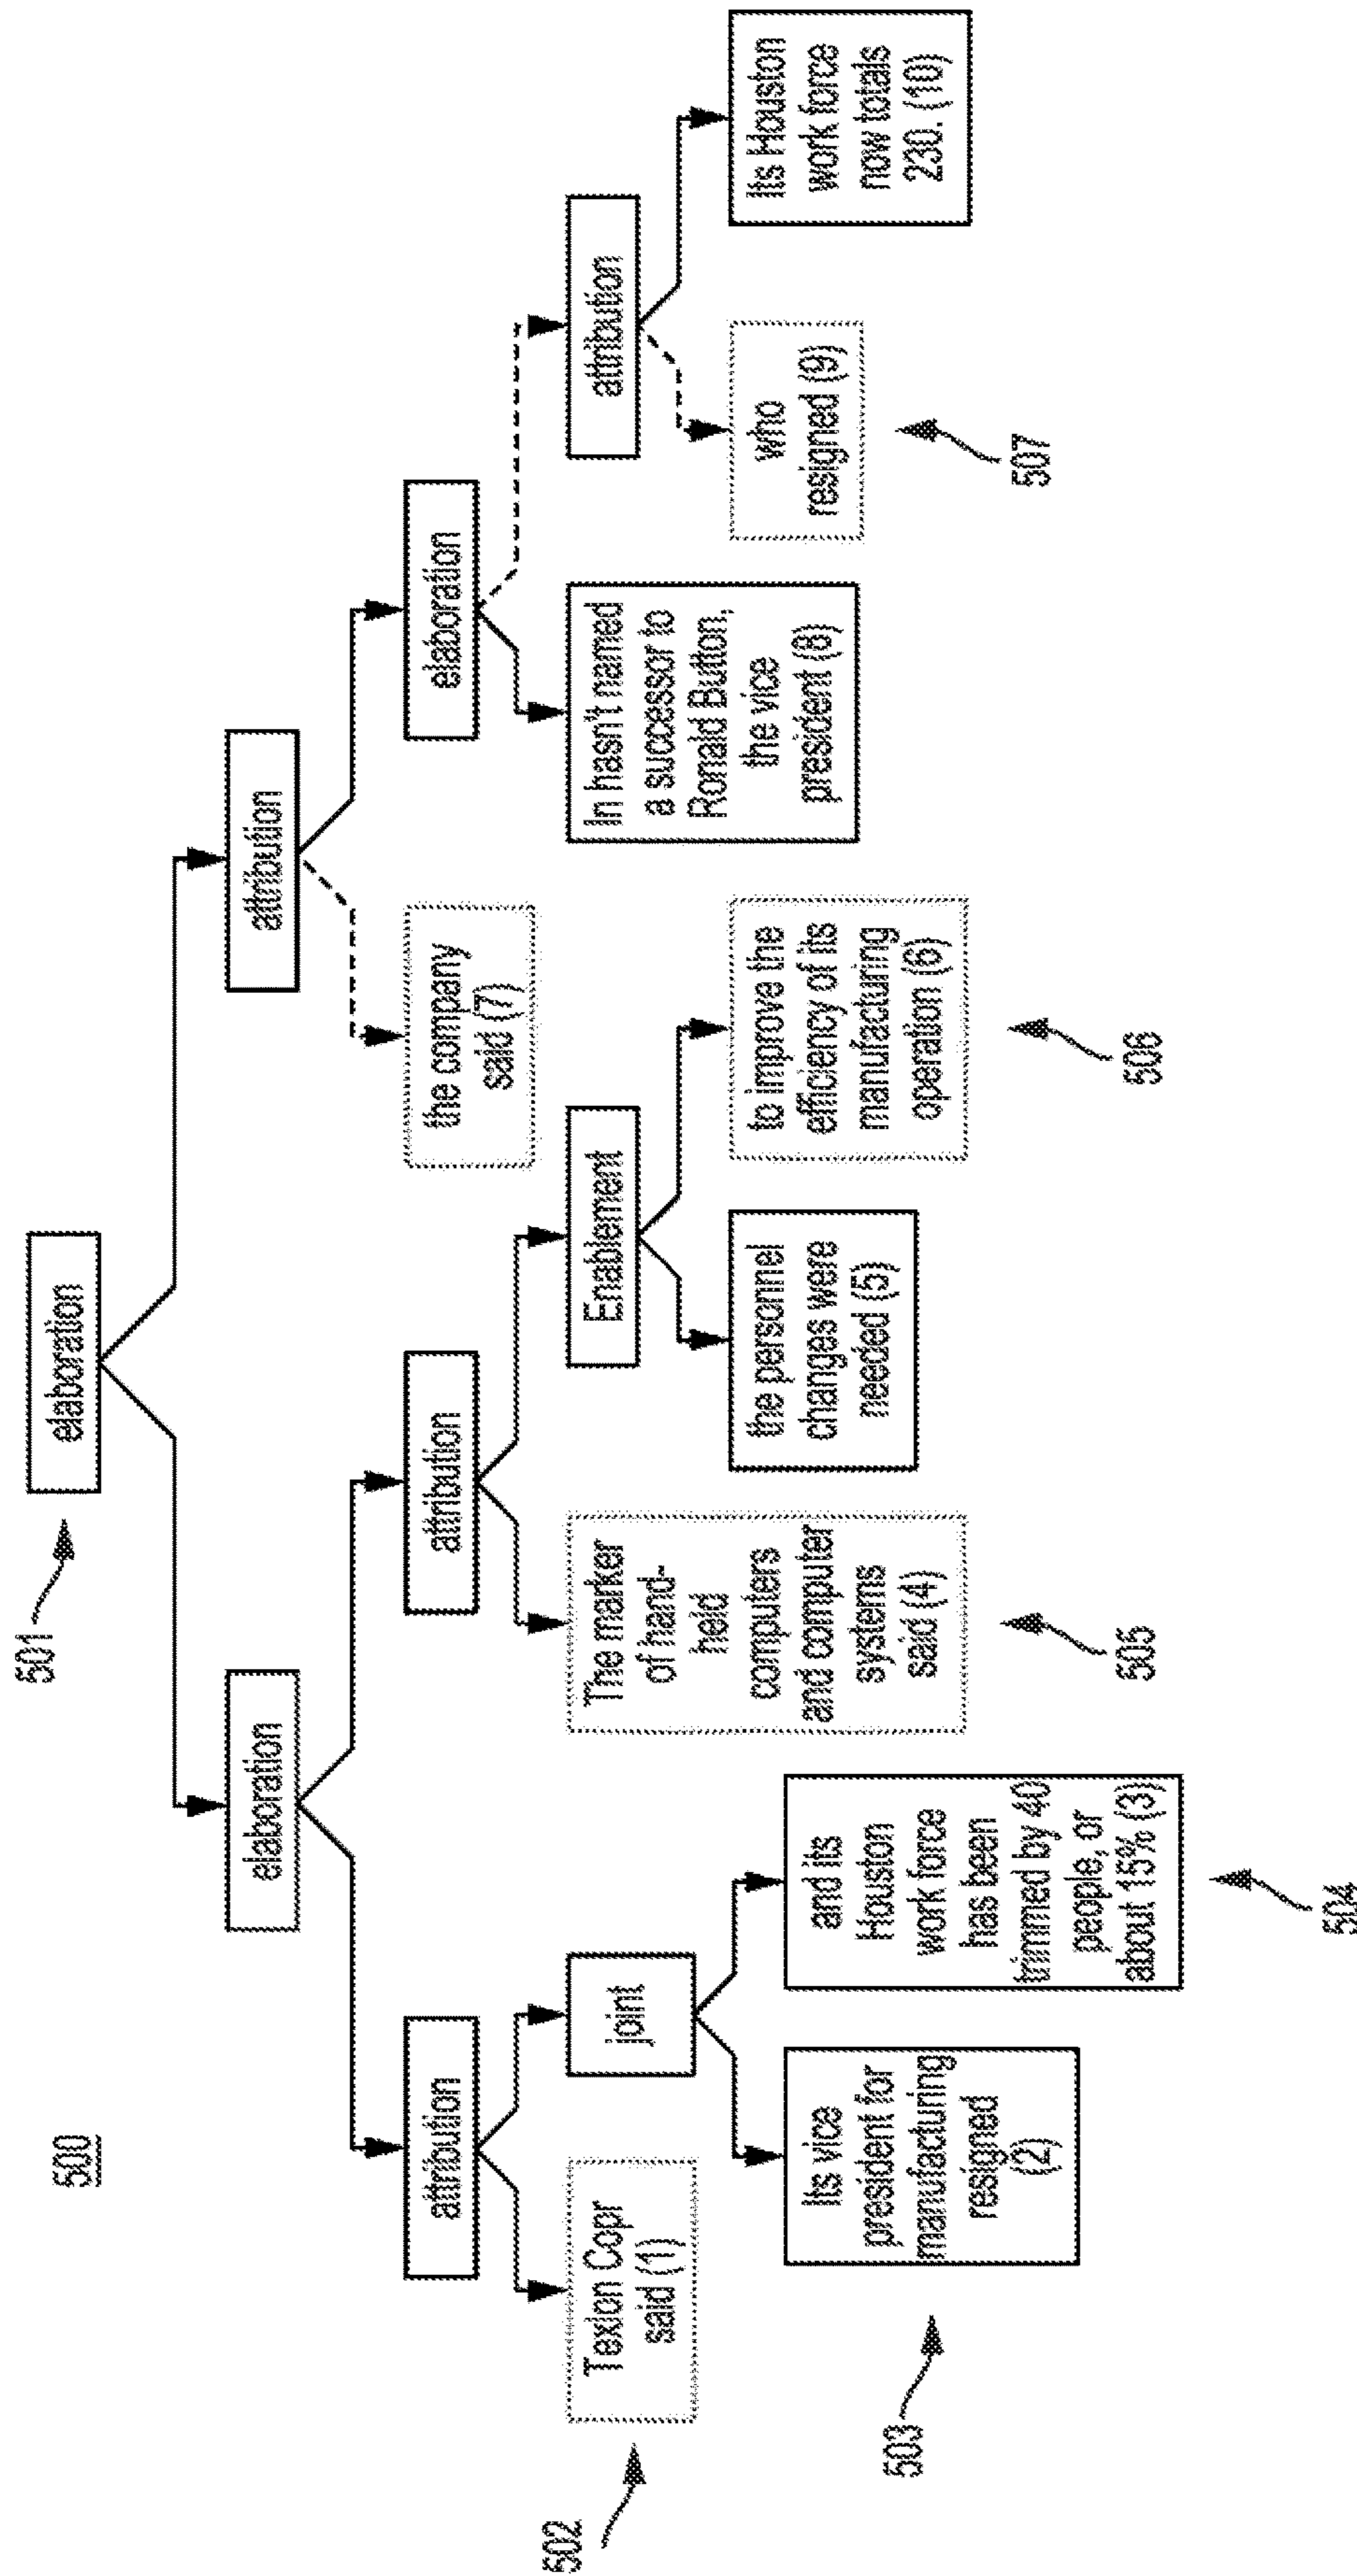 500
501
elaboration
elaboration
attribution
attribution
attribution
the company
said (7)
elaboration
Texlon Copr
said (1)
joint
The marker
of hand-
held
computers
and computer
systems
said (4)
Enablement
In hasn't named
a successor to
Ronald Button,
the vice
president (8)
attribution
502
Its vice
president for
manufacturing
resigned
(2)
and its
Houston
work force
has been
trimmed by 40
people, or
about 15% (3)
the personnel
changes were
needed (5)
to improve the
efficiency of its
manufacturing
operation (6)
who
resigned (9)
Its Houston
work force
now totals
230. (10)
503
504
505
506
507